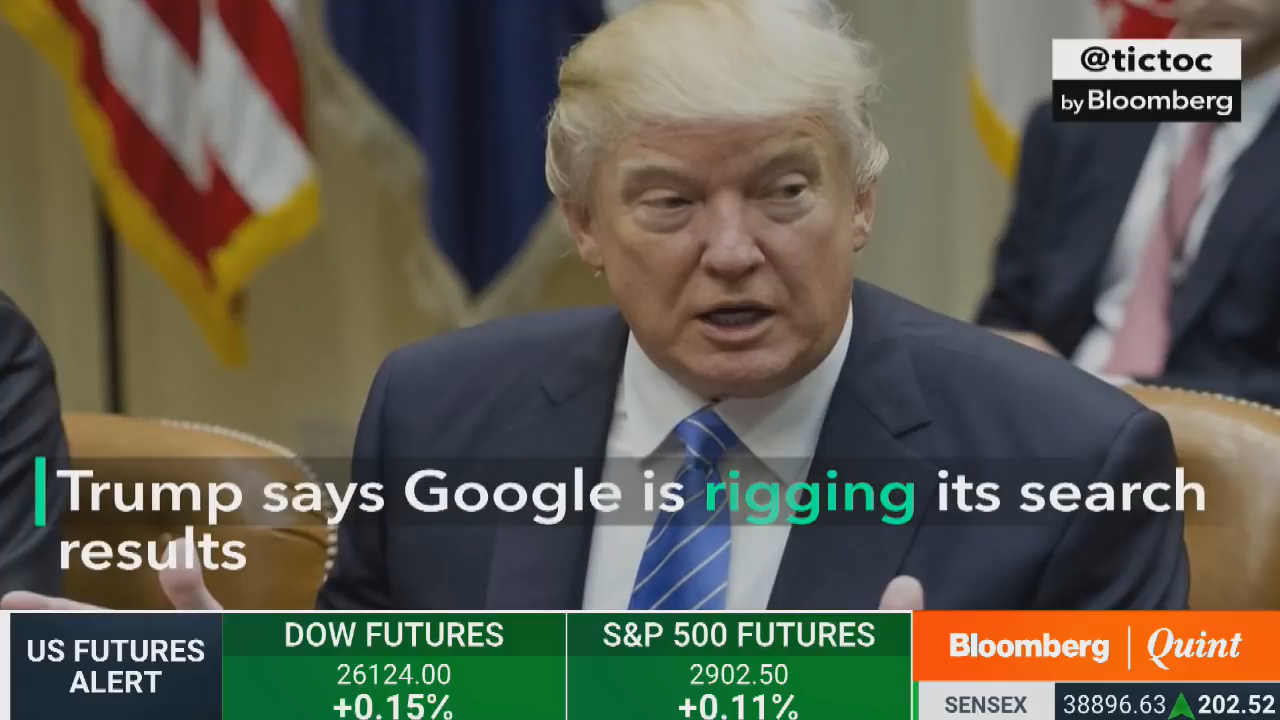 @tictoc
by Bloomberg
Trump says Google is rigging its search
results
US FUTURES
ALERT
DOW FUTURES
26124.00
+0.15%
S&P 500 FUTURES
2902.50
+0.11%
Bloomberg | Quint
SENSEX 38896.63 202.52